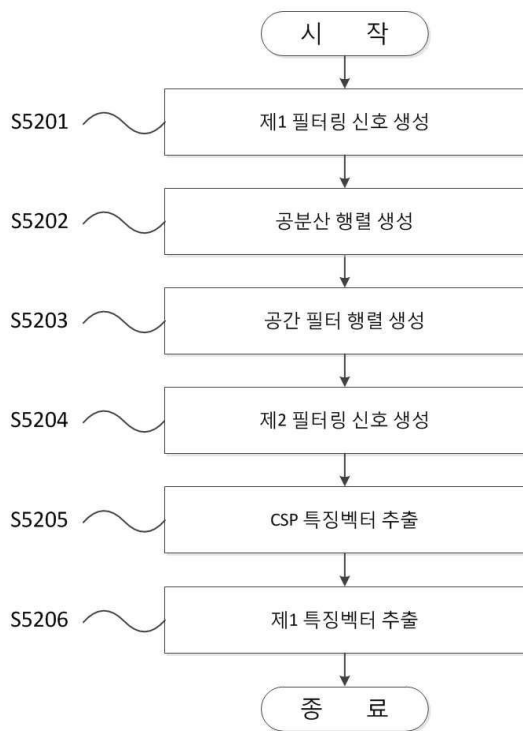 시 작
S5201 제1 필터링 신호 생성
S5202 공분산 행렬 생성
S5203 공간 필터 행렬 생성
S5204 제2 필터링 신호 생성
S5205 CSP 특징벡터 추출
S5206 제1 특징벡터 추출
종 료